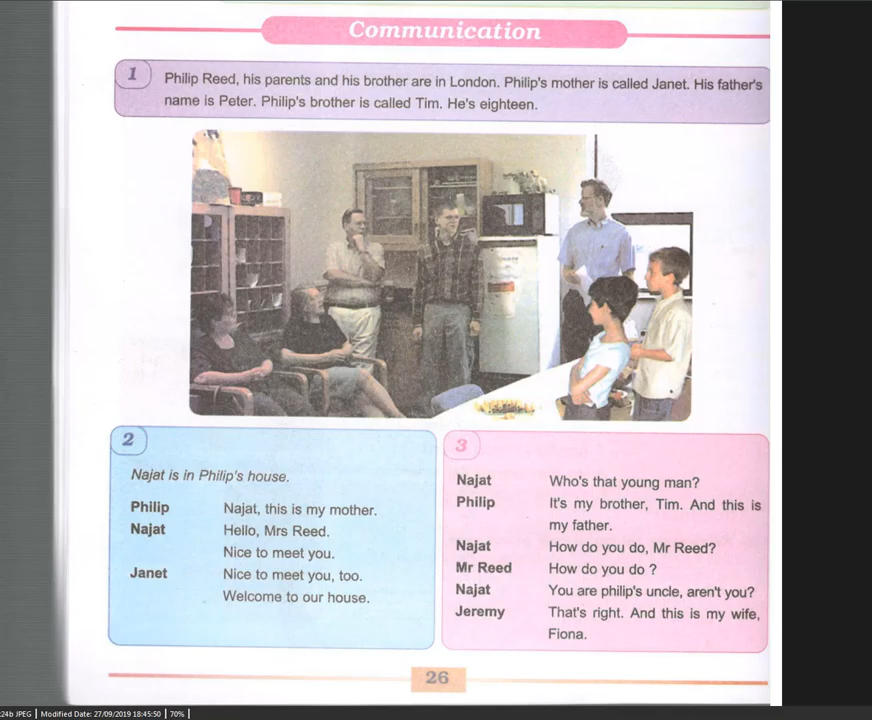 Communication
1
Philip Reed, his parents and his brother are in London. Philip's mother is called Janet. His father's
name is Peter. Philip's brother is called Tim. He's eighteen.
2
Najat is in Philip's house.
Philip Najat, this is my mother.
Najat Hello, Mrs Reed.
Nice to meet you.
Janet Nice to meet you, too.
Welcome to our house.
3
Najat Who's that young man?
Philip It's my brother, Tim. And this is
my father.
Najat How do you do, Mr Reed?
Mr Reed How do you do ?
Najat You are philip's uncle, aren't you?
Jeremy That's right. And this is my wife,
Fiona.
26
24b JPEG | Modified Date: 27/09/2019 18:45:50 | 70% |